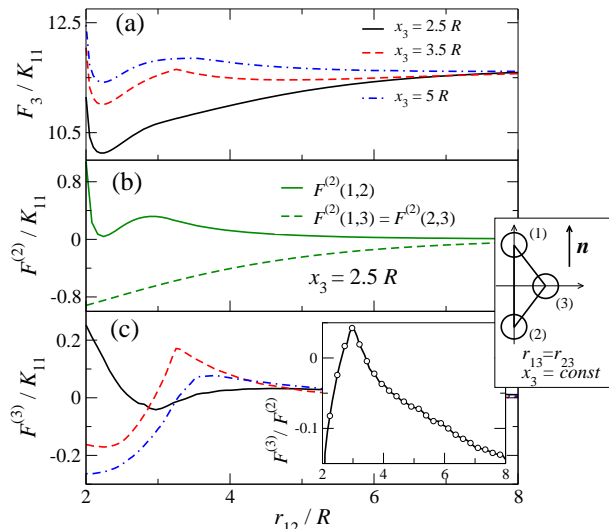 12.5
(a)
x3 = 2.5 R
x3 = 3.5 R
x3 = 5 R
F3 / K11
10.5
(b)
0.8
F(2)(1,2)
F(2)(1,3) = F(2)(2,3)
F(2) / K11
0
x3 = 2.5 R
-0.8
(1)
n
(3)
(2)
r13=r23
x3 = const
(c)
0.2
F(3) / K11
0
-0.2
0
F(3)/ F(2)
-0.1
2 4 6 8
2 4 6 8
r12 / R